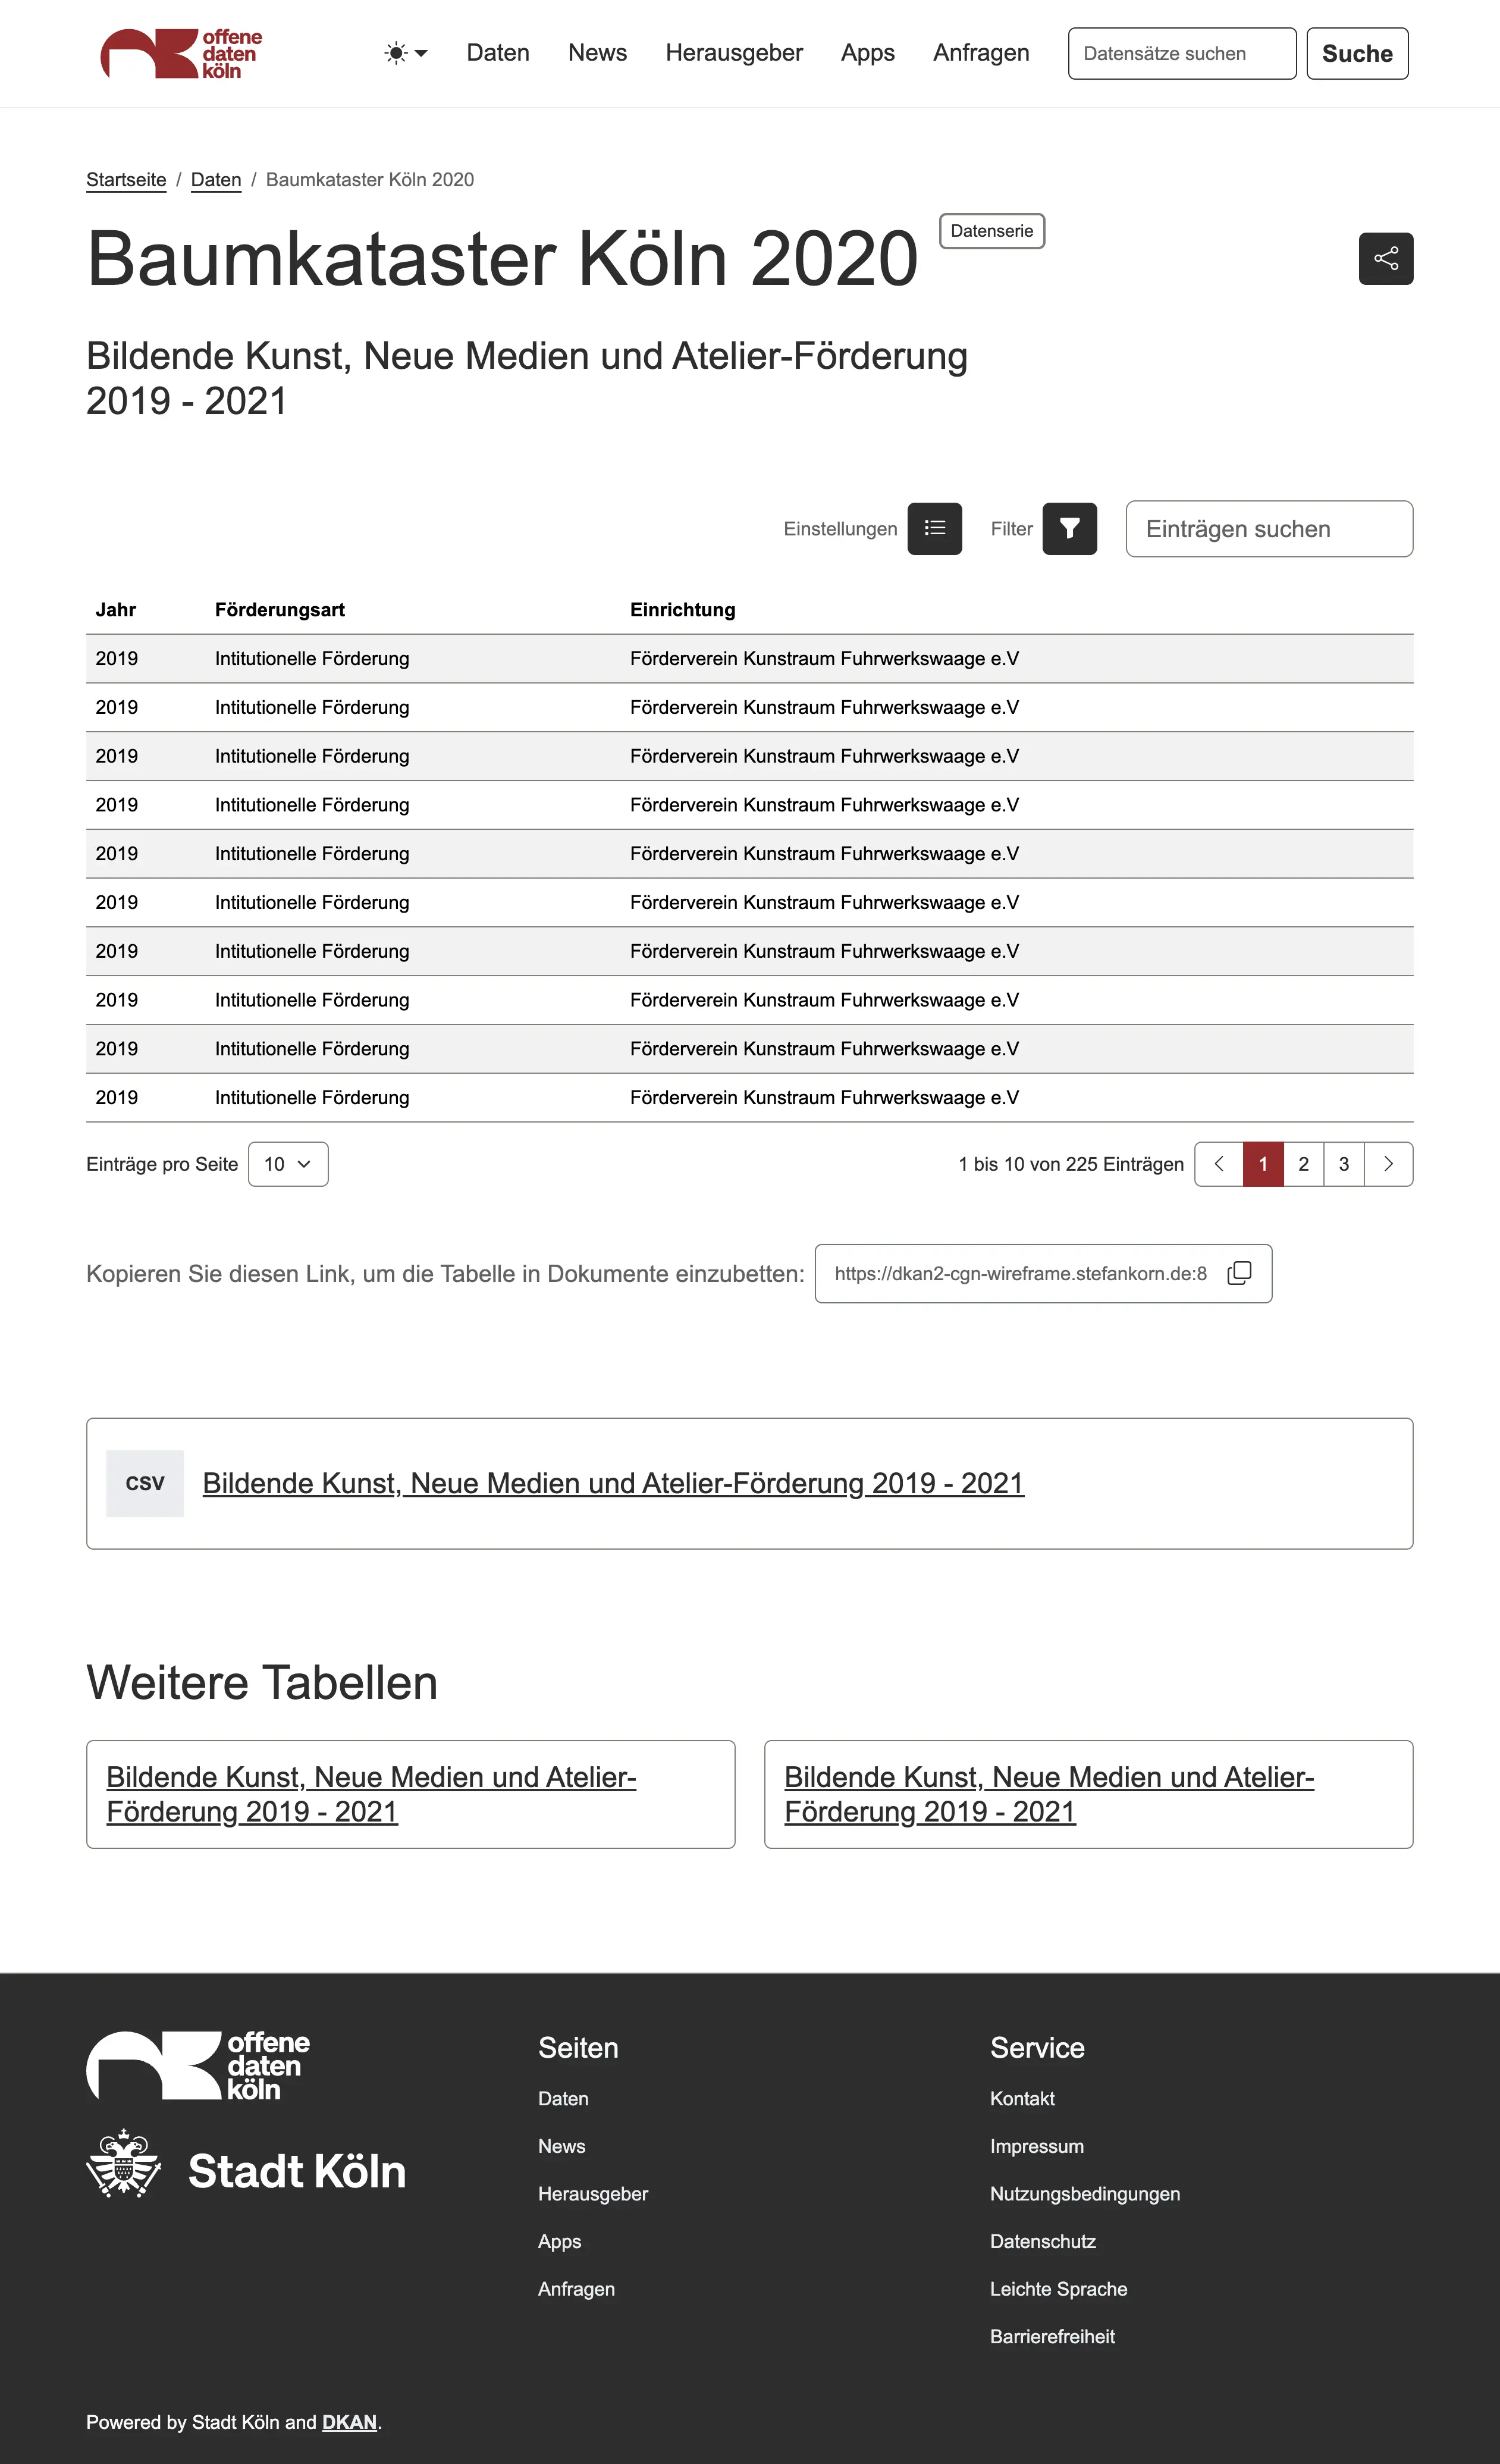 offene
daten
köln
Daten News Herausgeber Apps Anfragen Datensätze suchen Suche
Startseite / Daten / Baumkataster Köln 2020
Baumkataster Köln 2020 Datenserie
Bildende Kunst, Neue Medien und Atelier-Förderung
2019 - 2021
Einstellungen Filter Einträgen suchen
Jahr Förderungsart Einrichtung
2019 Intitutionelle Förderung Förderverein Kunstraum Fuhrwerkswaage e.V
2019 Intitutionelle Förderung Förderverein Kunstraum Fuhrwerkswaage e.V
2019 Intitutionelle Förderung Förderverein Kunstraum Fuhrwerkswaage e.V
2019 Intitutionelle Förderung Förderverein Kunstraum Fuhrwerkswaage e.V
2019 Intitutionelle Förderung Förderverein Kunstraum Fuhrwerkswaage e.V
2019 Intitutionelle Förderung Förderverein Kunstraum Fuhrwerkswaage e.V
2019 Intitutionelle Förderung Förderverein Kunstraum Fuhrwerkswaage e.V
2019 Intitutionelle Förderung Förderverein Kunstraum Fuhrwerkswaage e.V
2019 Intitutionelle Förderung Förderverein Kunstraum Fuhrwerkswaage e.V
2019 Intitutionelle Förderung Förderverein Kunstraum Fuhrwerkswaage e.V
Einträge pro Seite 10 1 bis 10 von 225 Einträgen 1 2 3
Kopieren Sie diesen Link, um die Tabelle in Dokumente einzubetten: https://dkan2-cgn-wireframe.stefankorn.de:8
CSV Bildende Kunst, Neue Medien und Atelier-Förderung 2019 - 2021
Weitere Tabellen
Bildende Kunst, Neue Medien und Atelier-
Förderung 2019 - 2021
Bildende Kunst, Neue Medien und Atelier-
Förderung 2019 - 2021
offene
daten
köln
Stadt Köln
Seiten
Daten
News
Herausgeber
Apps
Anfragen
Service
Kontakt
Impressum
Nutzungsbedingungen
Datenschutz
Leichte Sprache
Barrierefreiheit
Powered by Stadt Köln and DKAN.